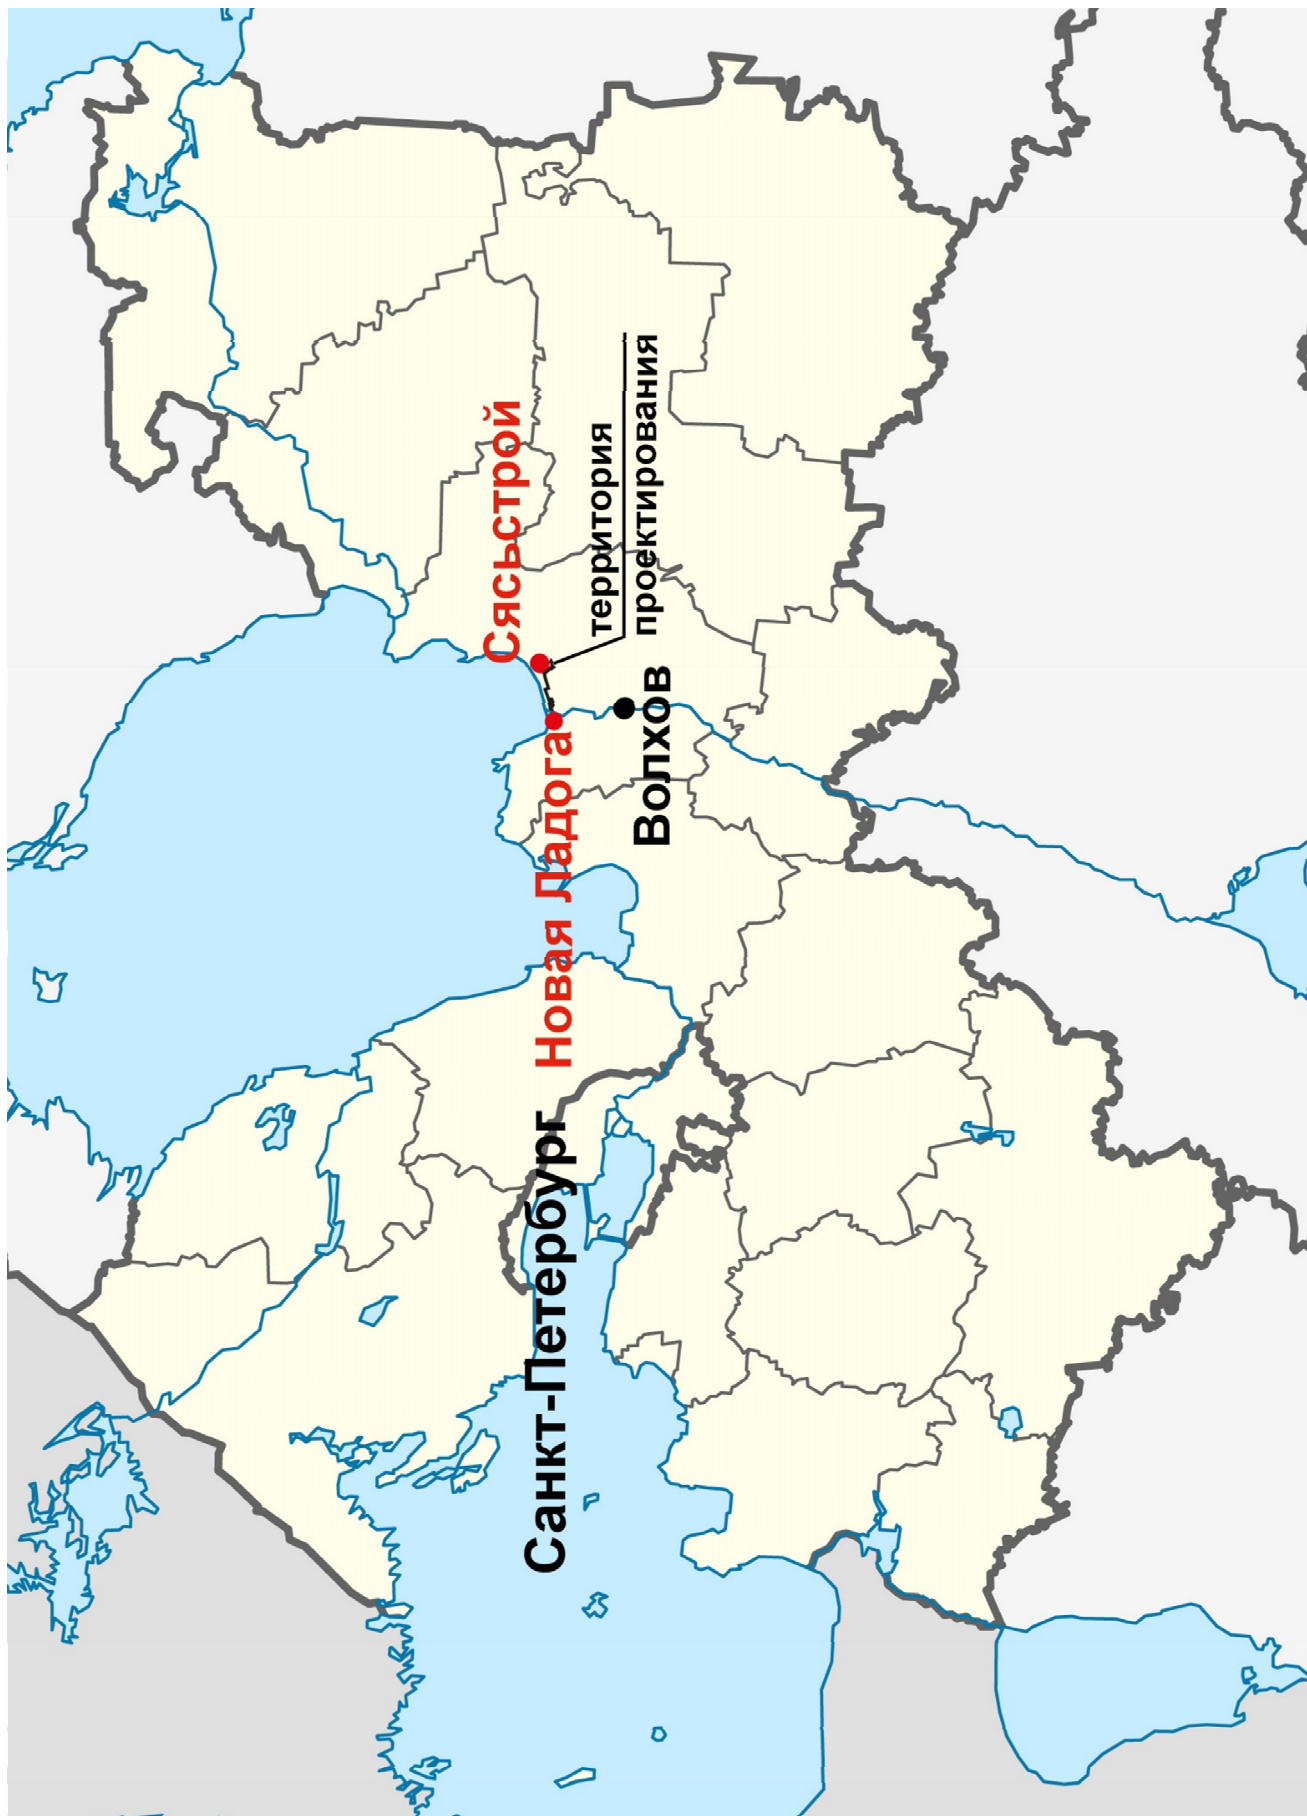 Сясьстрой
территория
проектирования
Новая Ладога
Волхов
Санкт-Петербург